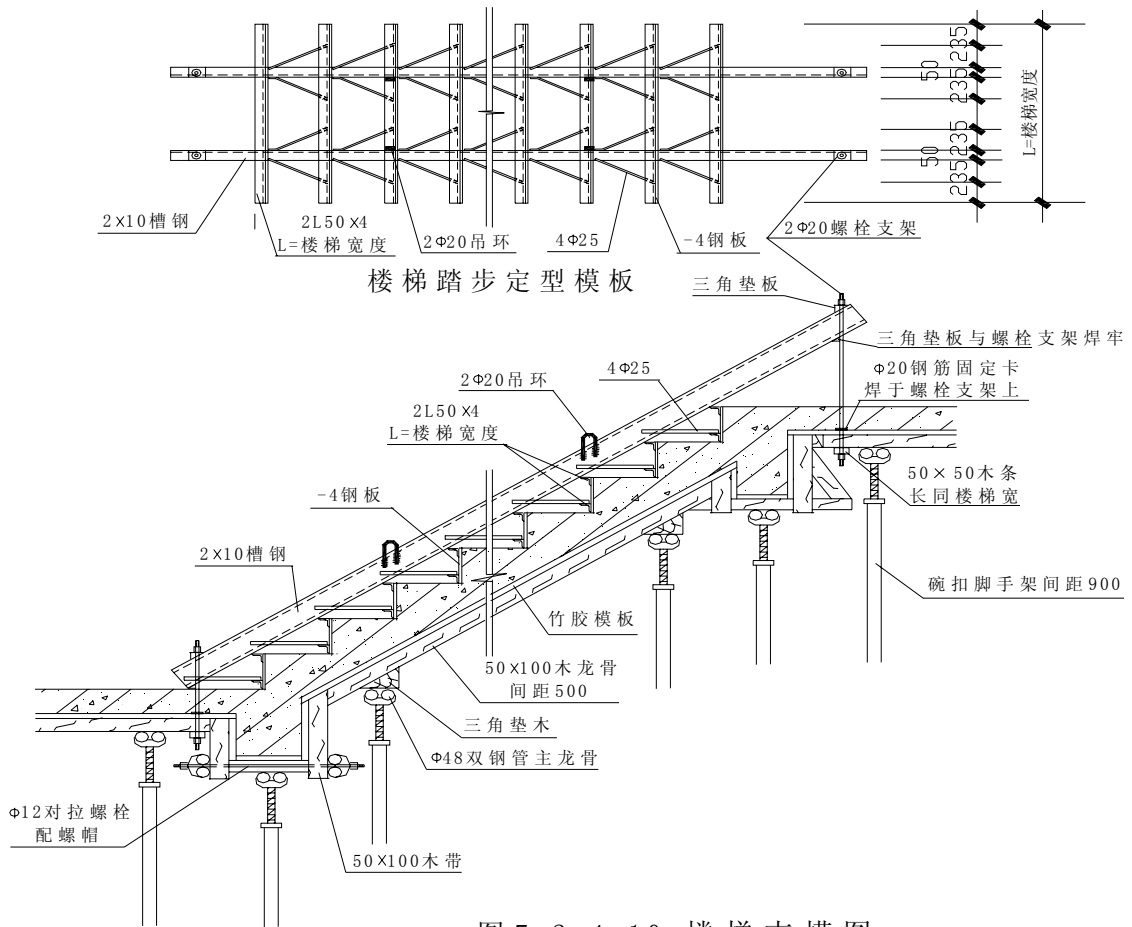 235
50
235
235
50
235
L=楼梯宽度
2×10槽钢
2L50×4
L=楼梯宽度
2Φ20吊环
4Φ25
-4钢板
2Φ20螺栓支架
楼梯踏步定型模板
三角垫板
三角垫板与螺栓支架焊牢
Φ20钢筋固定卡
焊于螺栓支架上
4Φ25
2Φ20吊环
2L50×4
L=楼梯宽度
50×50木条
长同楼梯宽
-4钢板
2×10槽钢
碗扣脚手架间距900
竹胶模板
50×100木龙骨
间距500
三角垫木
Φ48双钢管主龙骨
Φ12对拉螺栓
配螺帽
50×100木带